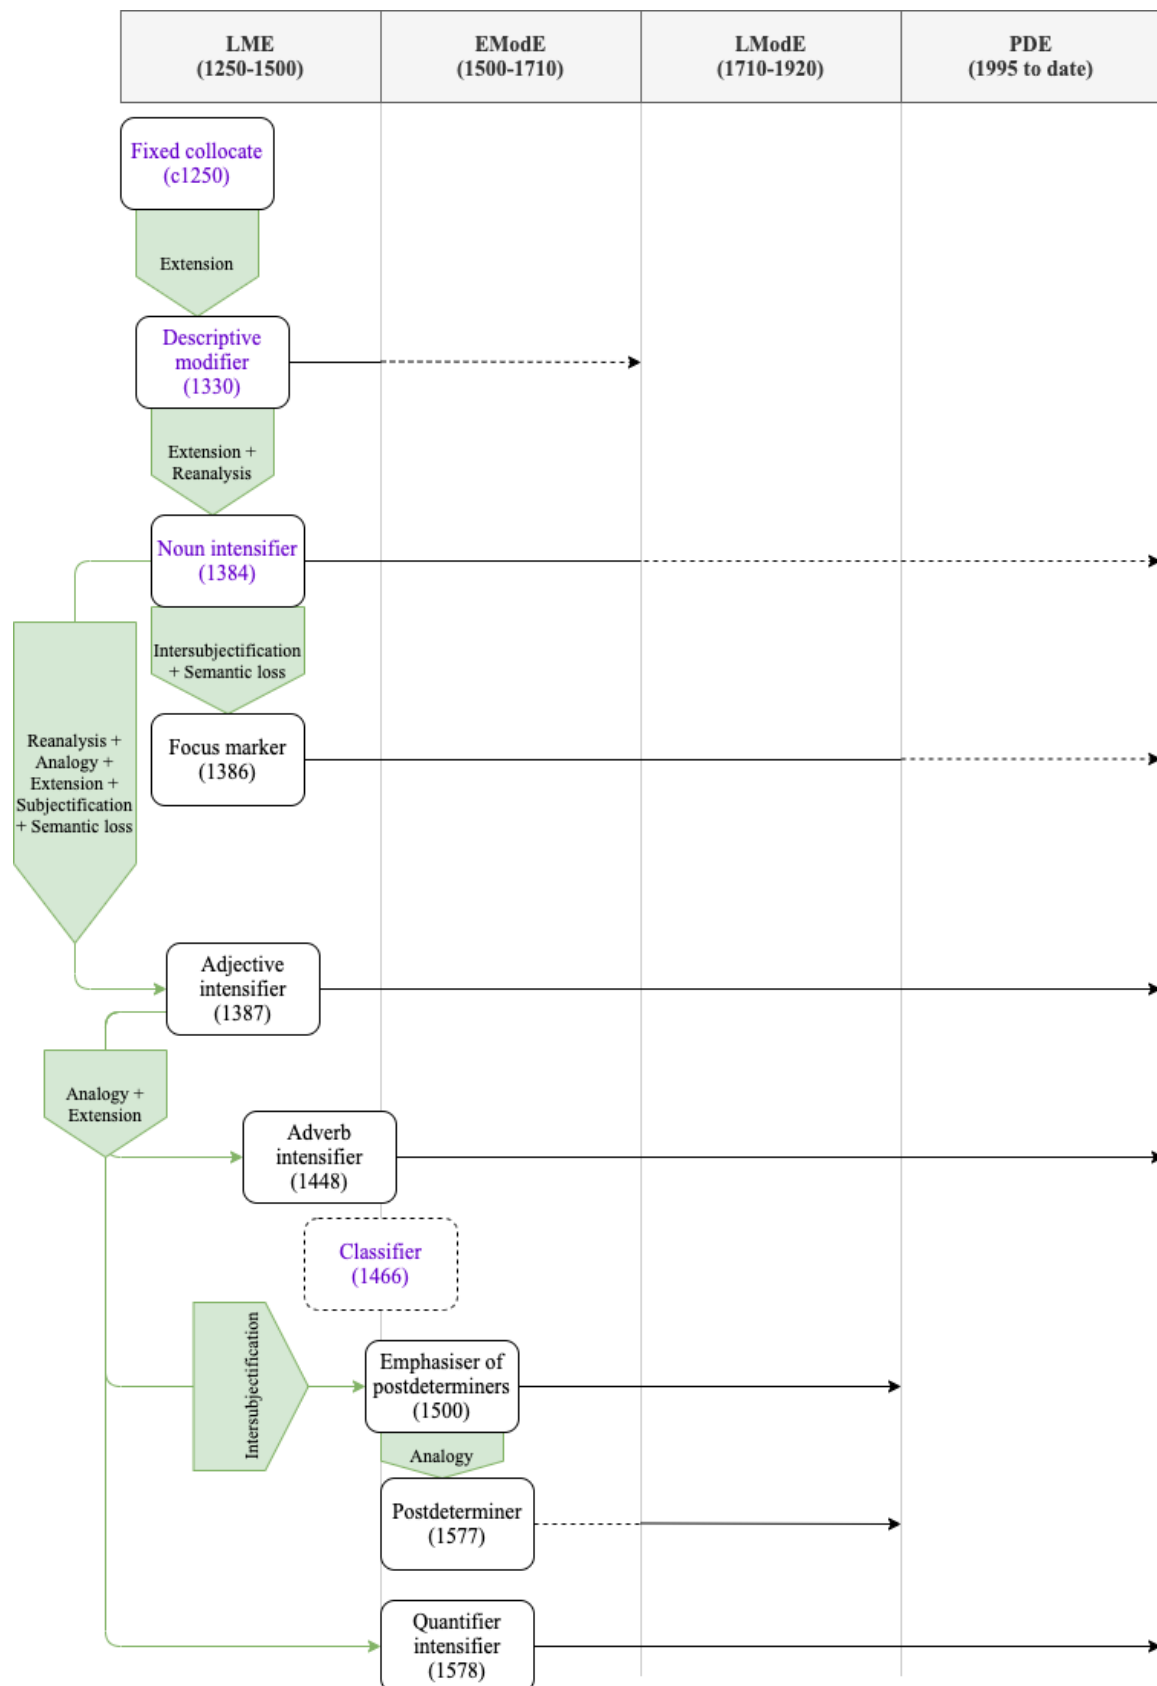 LME
(1250-1500)
EModE
(1500-1710)
LModE
(1710-1920)
PDE
(1995 to date)
Fixed collocate
(c1250)
Extension
Descriptive
modifier
(1330)
Extension +
Reanalysis
Noun intensifier
(1384)
Intersubjectification
+ Semantic loss
Focus marker
(1386)
Reanalysis +
Analogy +
Extension +
Subjectification
+ Semantic loss
Adjective
intensifier
(1387)
Analogy +
Extension
Adverb
intensifier
(1448)
Classifier
(1466)
Intersubjectification
Emphasiser of
postdeterminers
(1500)
Analogy
Postdeterminer
(1577)
Quantifier
intensifier
(1578)